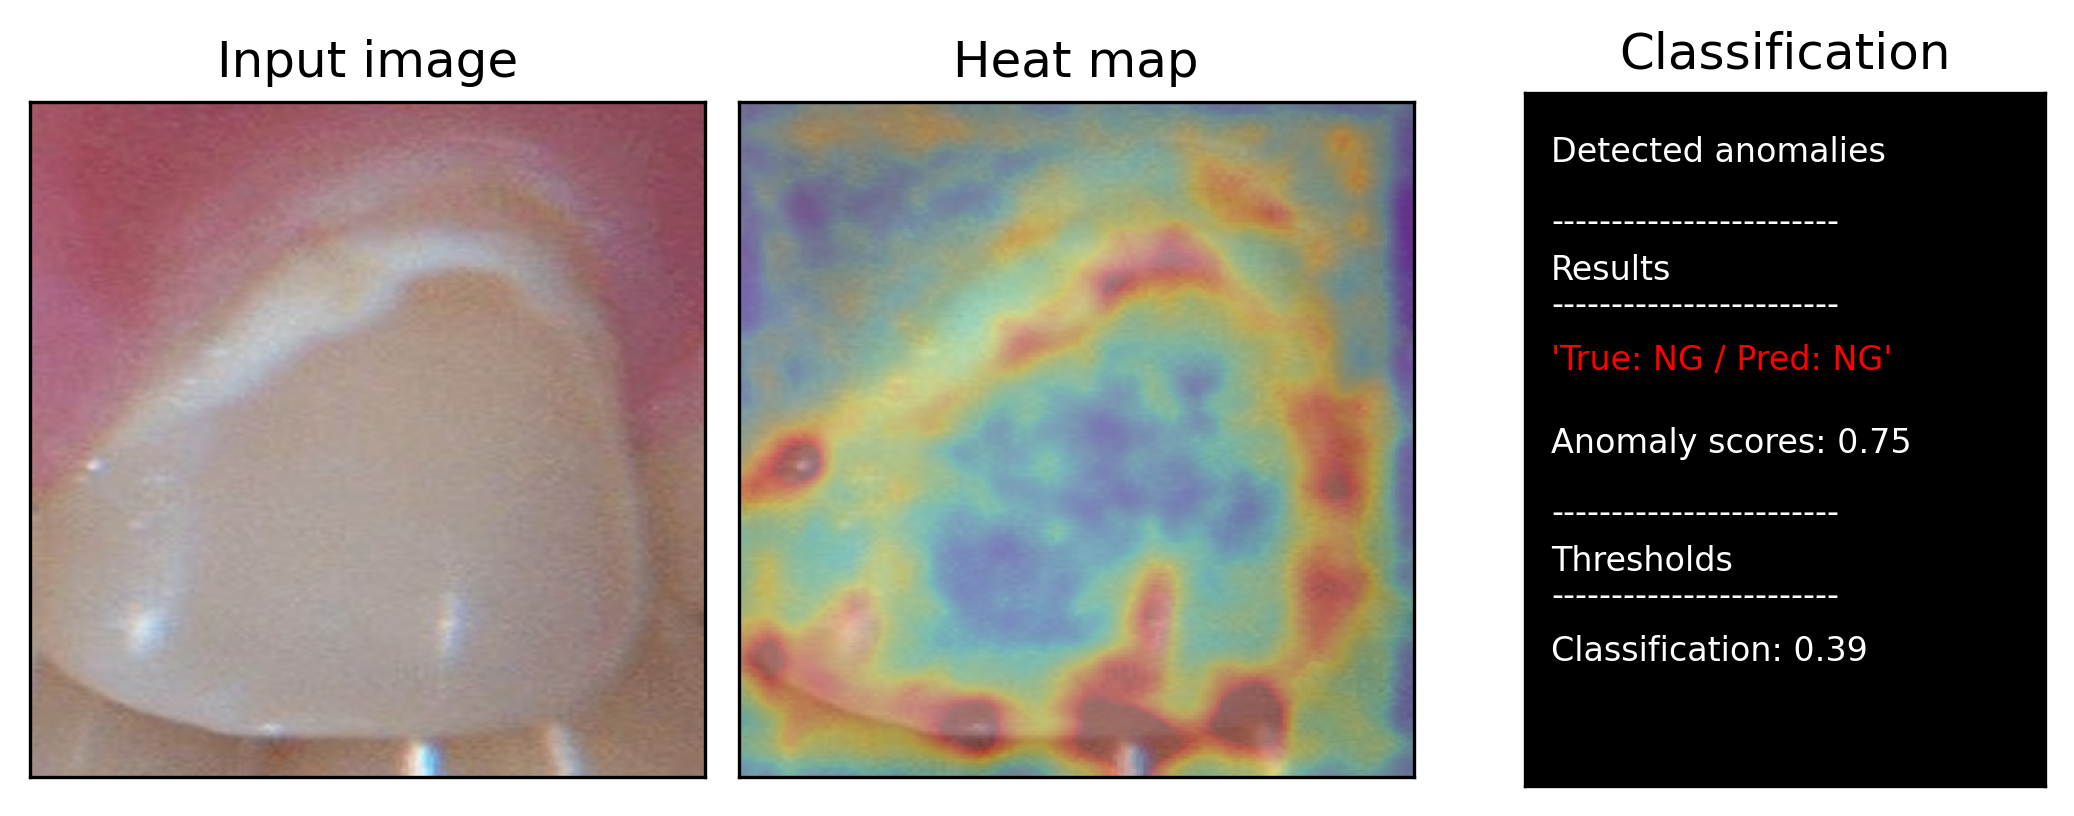 Input image
Heat map
Classification
Detected anomalies
------------------------
Results
------------------------
'True: NG / Pred: NG'
Anomaly scores: 0.75
------------------------
Thresholds
------------------------
Classification: 0.39